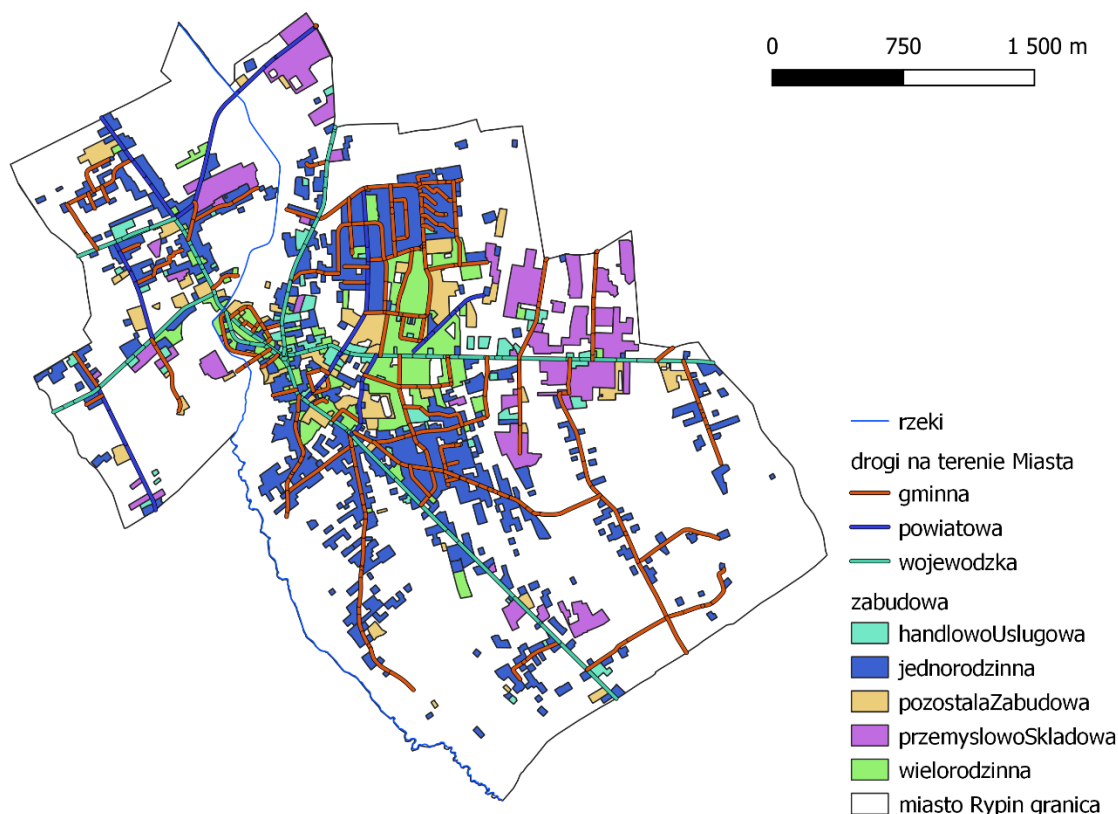 0 750 1 500 m
rzeki
drogi na terenie Miasta
gminna
powiatowa
wojewodzka
zabudowa
handlowoUslugowa
jednorodzinna
pozostalaZabudowa
przemyslowoSkladowa
wielorodzinna
miasto Rypin granica